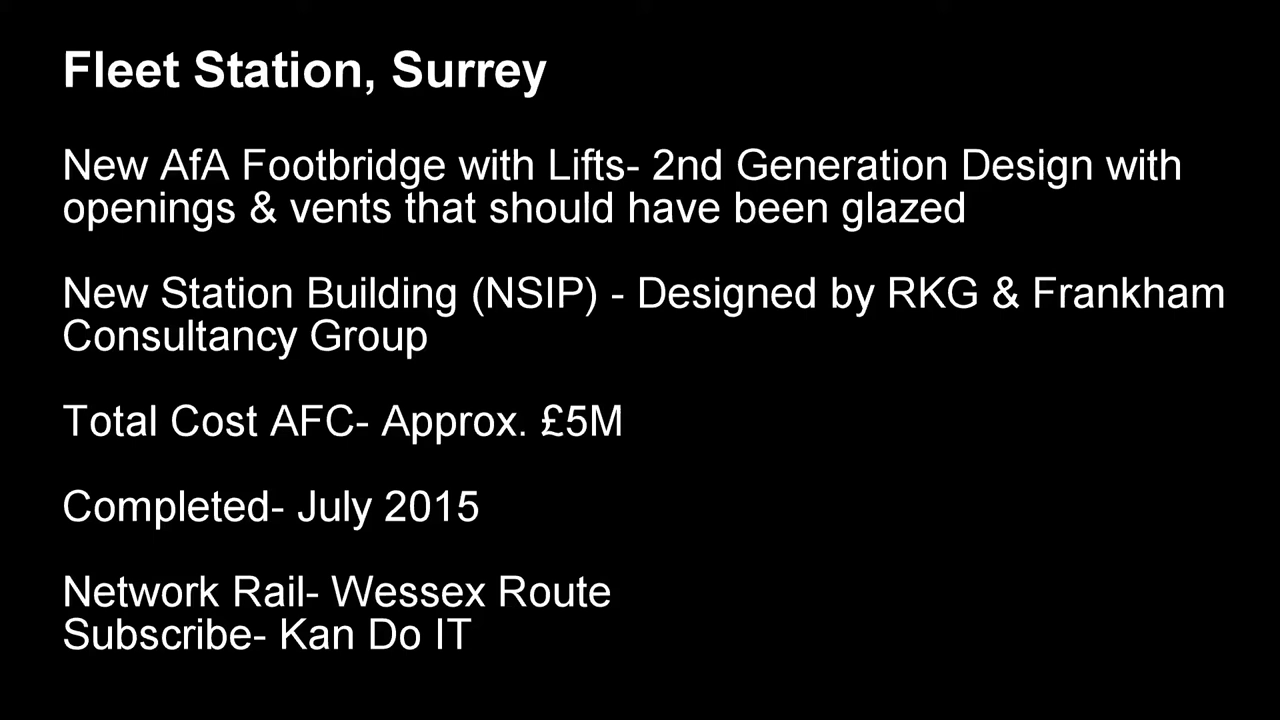 Fleet Station, Surrey
New AfA Footbridge with Lifts- 2nd Generation Design with
openings & vents that should have been glazed
New Station Building (NSIP) - Designed by RKG & Frankham
Consultancy Group
Total Cost AFC- Approx. £5M
Completed- July 2015
Network Rail- Wessex Route
Subscribe- Kan Do IT